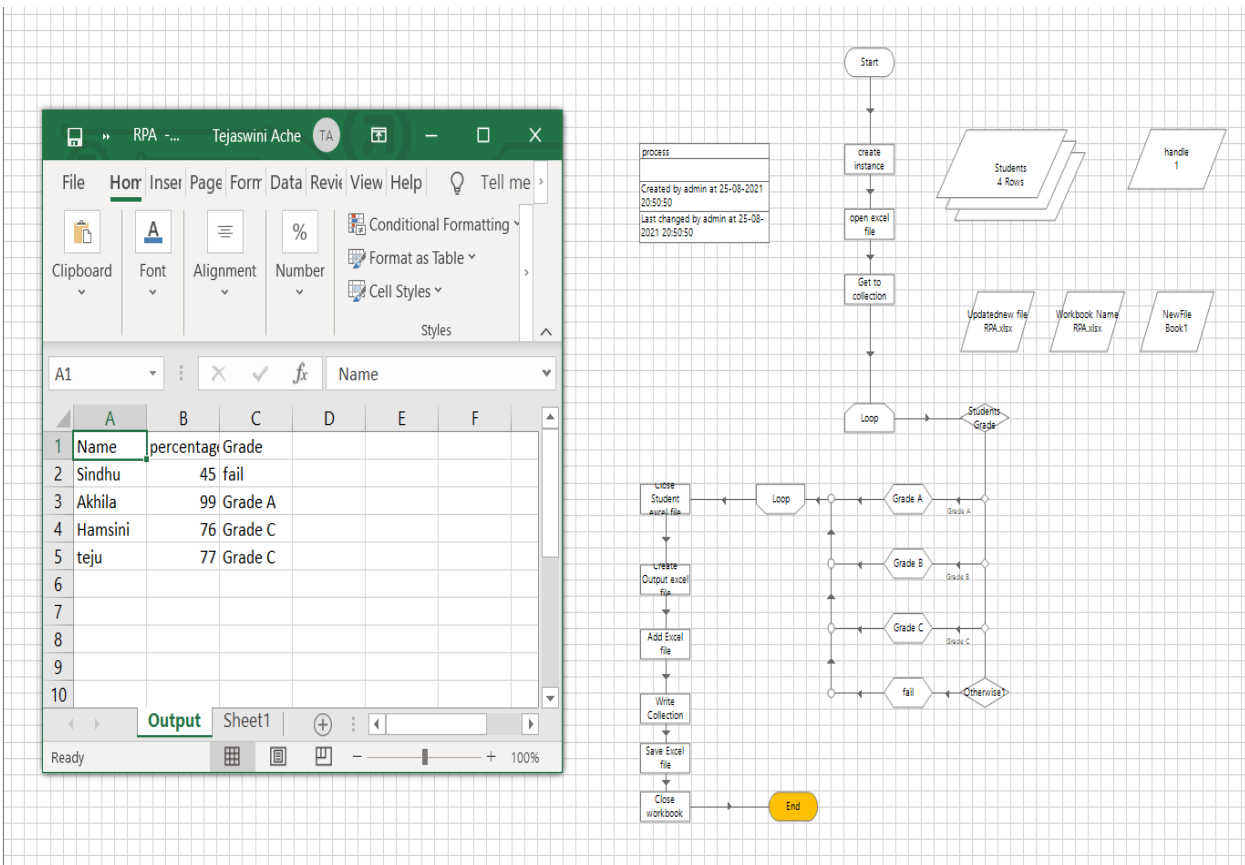 RPA -... Tejaswini Ache TA
File Hor Inser Page Forr Data Revie View Help Tell me
Clipboard
Font
Alignment
%
Number
Conditional Formatting
Format as Table
Cell Styles
Styles
A1
fx
Name
A B C D E F
1 Name percentage Grade
2 Sindhu 45 fail
3 Akhila 99 Grade A
4 Hamsini 76 Grade C
5 teju 77 Grade C
6
7
8
9
10
Output Sheet1
Ready
100%
Start
process
Created by admin at 25-08-2021
20:50:50
Last changed by admin at 25-08-
2021 20:50:50
create
instance
open excel
file
Get to
collection
Students
4 Rows
handle
1
Updatednew file
RPA.xlsx
Workbook Name
RPA.xlsx
NewFile
Book1
Loop
Students
Grade
Grade A
Grade A
Grade B
Grade B
Grade C
Grade C
fail
Otherwise1
Loop
Close
Student
excel file
Create
Output excel
file
Add Excel
file
Write
Collection
Save Excel
file
Close
workbook
End